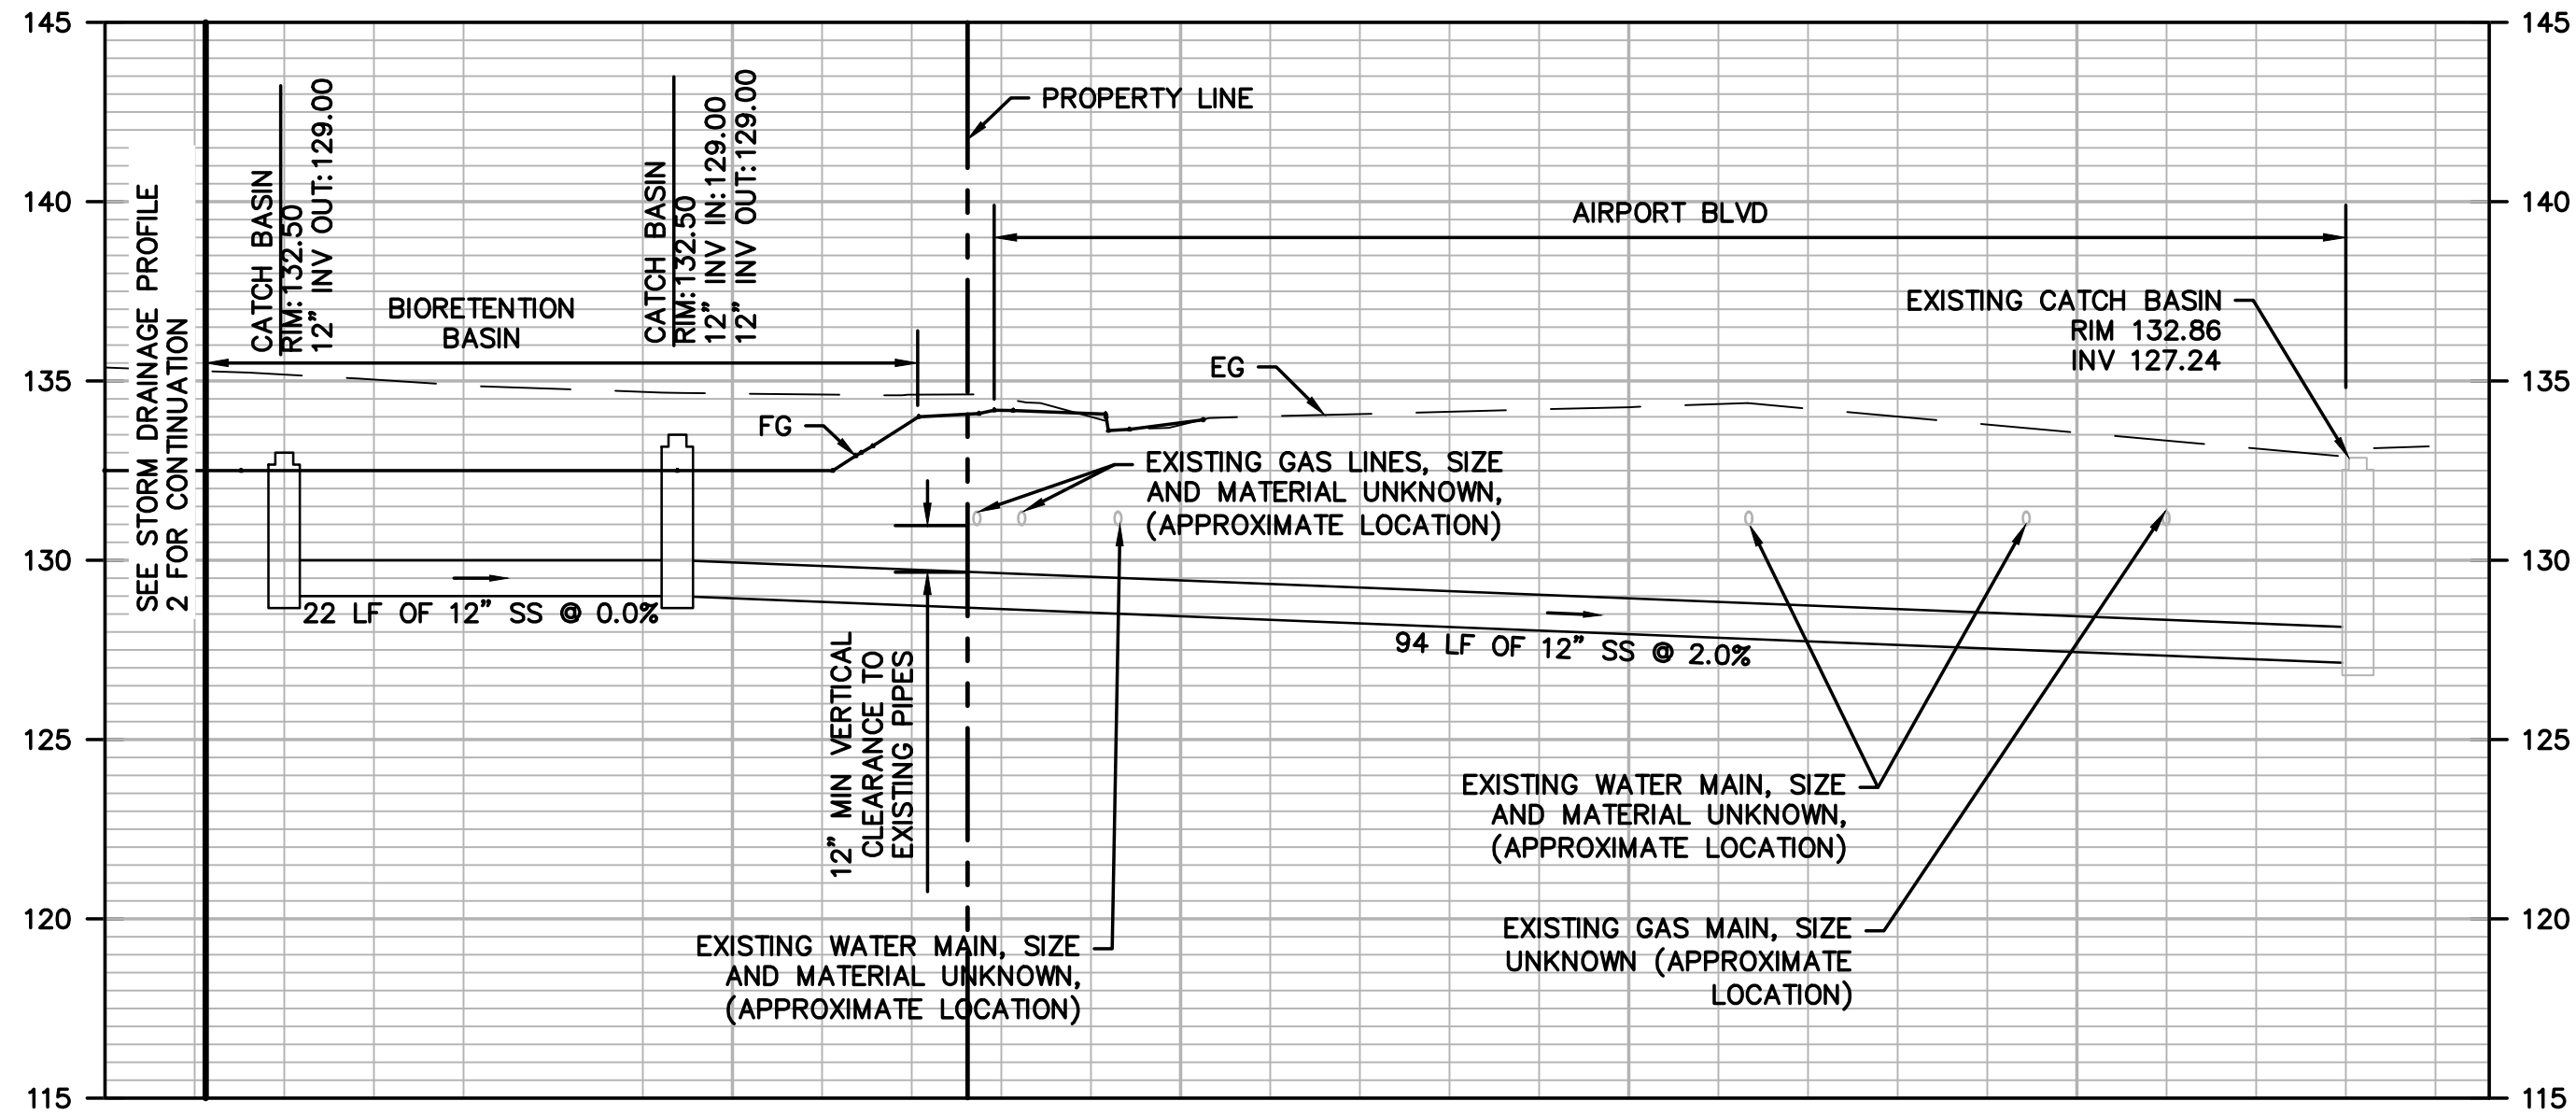 145
140
135
130
125
120
115
SEE STORM DRAINAGE PROFILE
2 FOR CONTINUATION
CATCH BASIN
RIM:132.50
12" INV OUT:129.00
BIORETENTION
BASIN
CATCH BASIN
RIM:132.50
12" INV IN:129.00
12" INV OUT:129.00
PROPERTY LINE
AIRPORT BLVD
EXISTING CATCH BASIN
RIM 132.86
INV 127.24
EG
FG
EXISTING GAS LINES, SIZE
AND MATERIAL UNKNOWN,
(APPROXIMATE LOCATION)
22 LF OF 12" SS @ 0.0%
94 LF OF 12" SS @ 2.0%
12" MIN VERTICAL
CLEARANCE TO
EXISTING PIPES
EXISTING WATER MAIN, SIZE
AND MATERIAL UNKNOWN,
(APPROXIMATE LOCATION)
EXISTING WATER MAIN, SIZE
AND MATERIAL UNKNOWN,
(APPROXIMATE LOCATION)
EXISTING GAS MAIN, SIZE
UNKNOWN (APPROXIMATE
LOCATION)
145
140
135
130
125
120
115